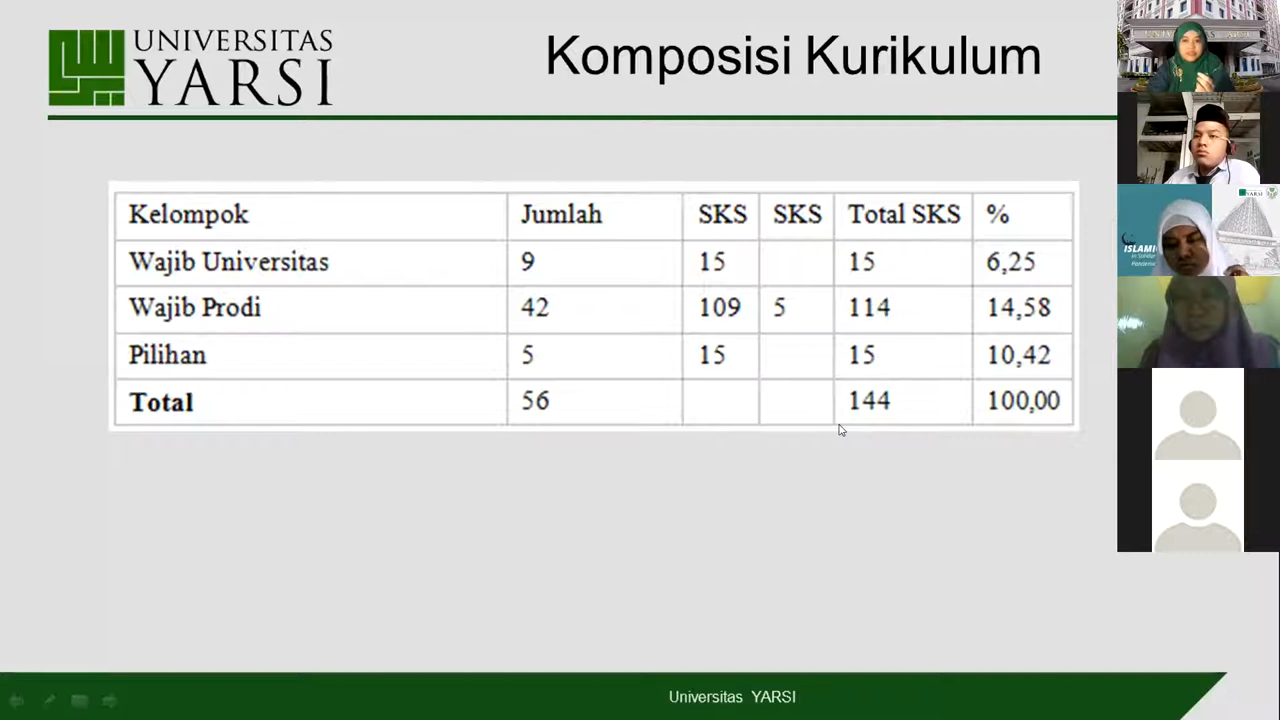 UNIVERSITAS
YARSI
Komposisi Kurikulum
Kelompok Jumlah SKS SKS Total SKS %
Wajib Universitas 9 15 15 6,25
Wajib Prodi 42 109 5 114 14,58
Pilihan 5 15 15 10,42
Total 56 144 100,00
Universitas YARSI
YARSI
ISLAMIC